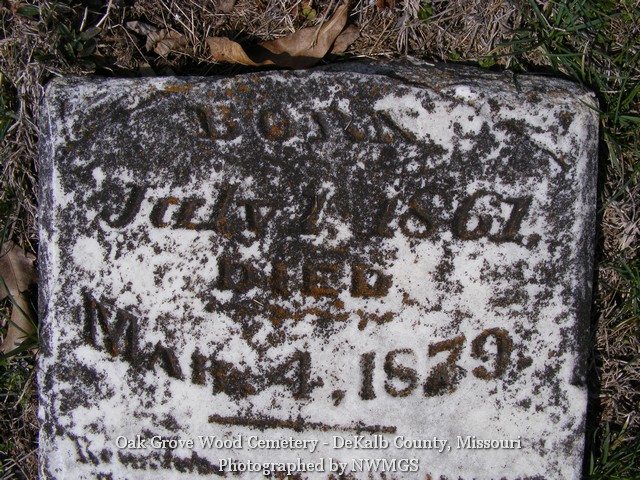 BORN
July 1, 1861.
DIED
Mar. 4, 1879.
Oak Grove Wood Cemetery - DeKalb County, Missouri
Photographed by NWMGS